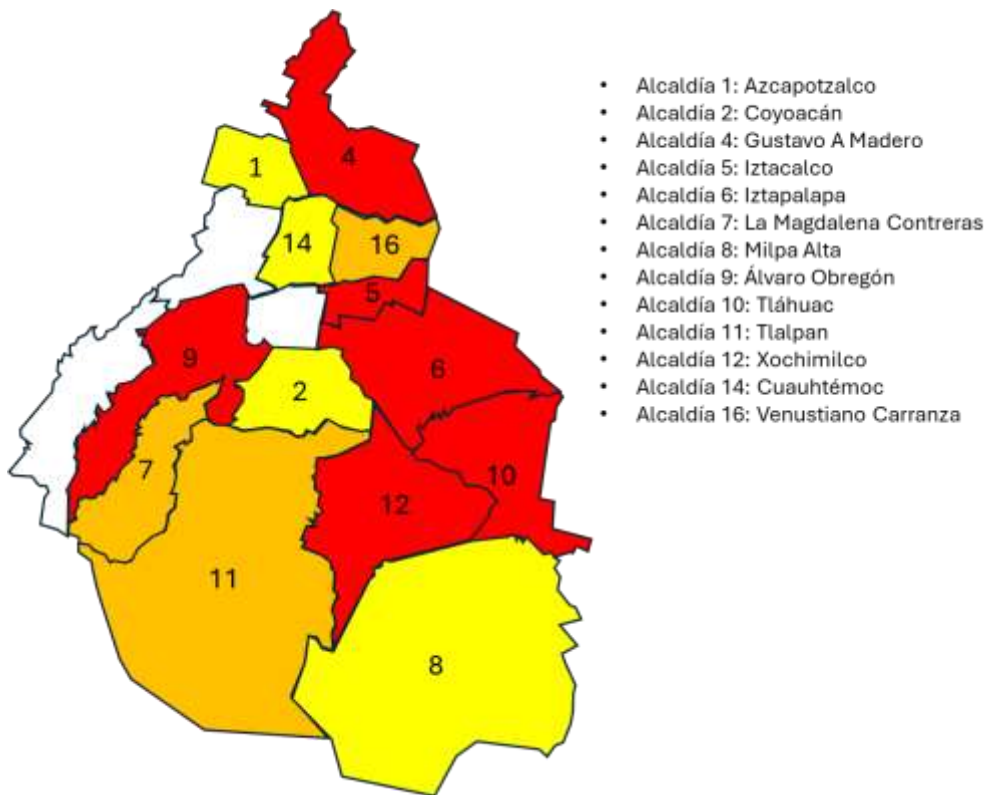 4
1
14
16
5
9
6
2
7
10
12
11
8
• Alcaldía 1: Azcapotzalco
• Alcaldía 2: Coyoacán
• Alcaldía 4: Gustavo A Madero
• Alcaldía 5: Iztacalco
• Alcaldía 6: Iztapalapa
• Alcaldía 7: La Magdalena Contreras
• Alcaldía 8: Milpa Alta
• Alcaldía 9: Álvaro Obregón
• Alcaldía 10: Tláhuac
• Alcaldía 11: Tlalpan
• Alcaldía 12: Xochimilco
• Alcaldía 14: Cuauhtémoc
• Alcaldía 16: Venustiano Carranza